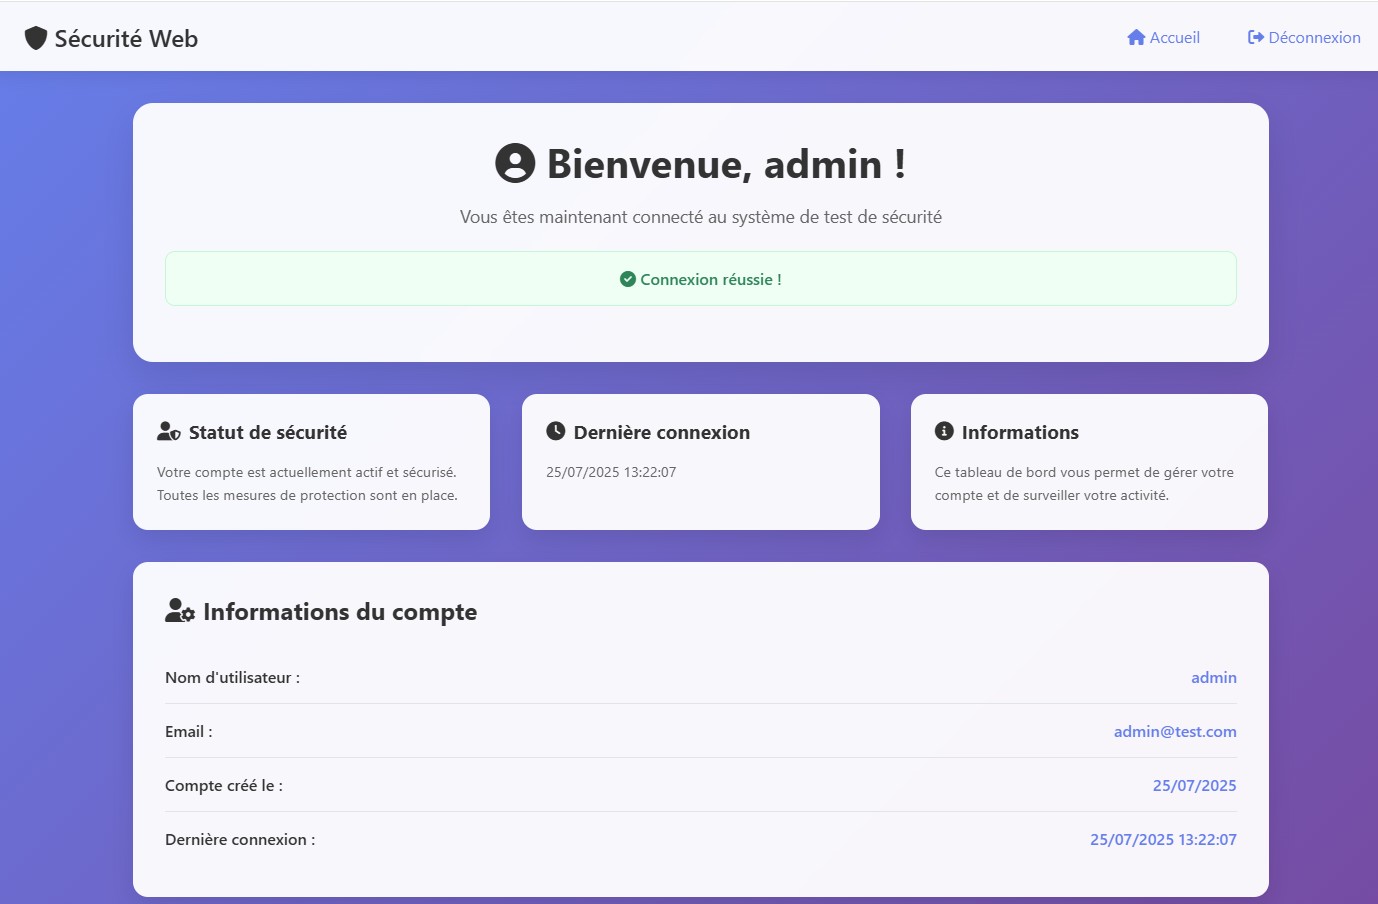 Sécurité Web
Accueil
Déconnexion
Bienvenue, admin !
Vous êtes maintenant connecté au système de test de sécurité
Connexion réussie !
Statut de sécurité
Votre compte est actuellement actif et sécurisé.
Toutes les mesures de protection sont en place.
Dernière connexion
25/07/2025 13:22:07
Informations
Ce tableau de bord vous permet de gérer votre
compte et de surveiller votre activité.
Informations du compte
Nom d'utilisateur : admin
Email : admin@test.com
Compte créé le : 25/07/2025
Dernière connexion : 25/07/2025 13:22:07